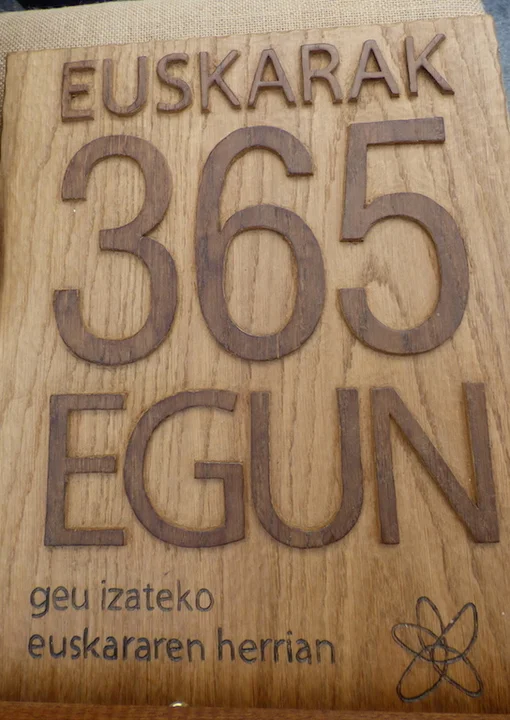 EUSKARAK
365
EGUN
geu izateko
euskararen herrian